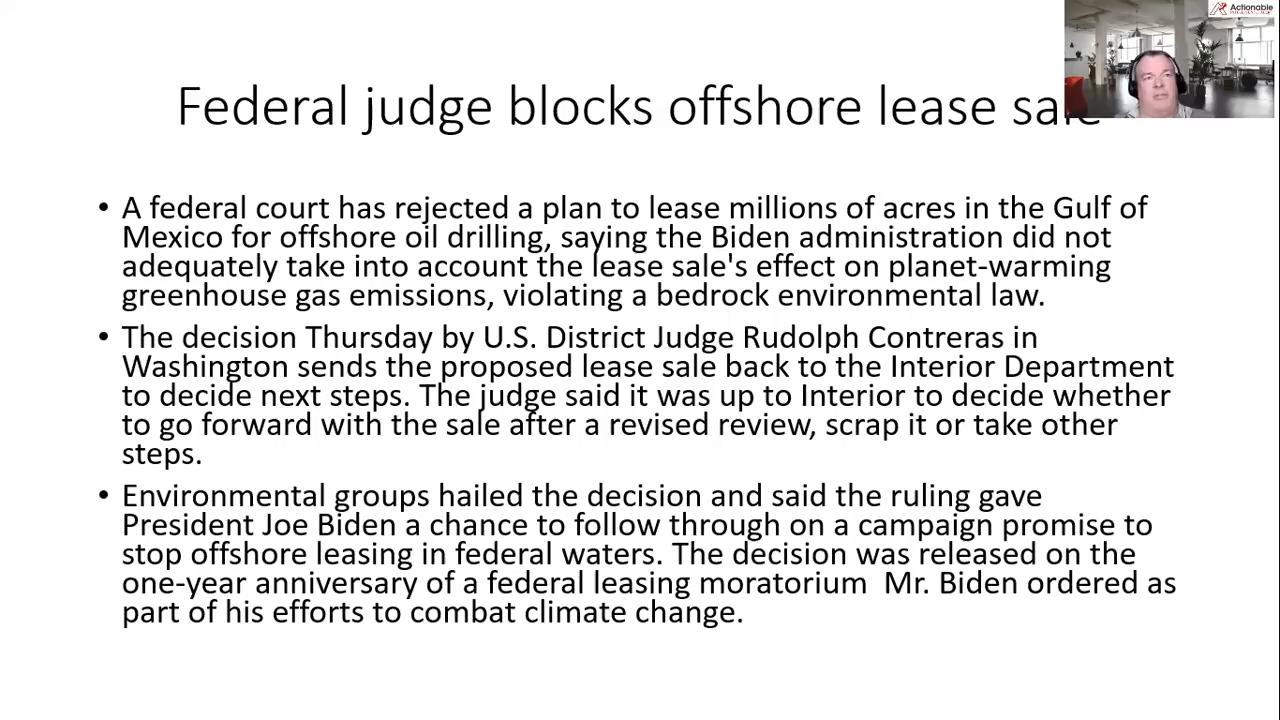 Actionable
Federal judge blocks offshore lease sale
• A federal court has rejected a plan to lease millions of acres in the Gulf of
Mexico for offshore oil drilling, saying the Biden administration did not
adequately take into account the lease sale's effect on planet-warming
greenhouse gas emissions, violating a bedrock environmental law.
• The decision Thursday by U.S. District Judge Rudolph Contreras in
Washington sends the proposed lease sale back to the Interior Department
to decide next steps. The judge said it was up to Interior to decide whether
to go forward with the sale after a revised review, scrap it or take other
steps.
• Environmental groups hailed the decision and said the ruling gave
President Joe Biden a chance to follow through on a campaign promise to
stop offshore leasing in federal waters. The decision was released on the
one-year anniversary of a federal leasing moratorium  Mr. Biden ordered as
part of his efforts to combat climate change.